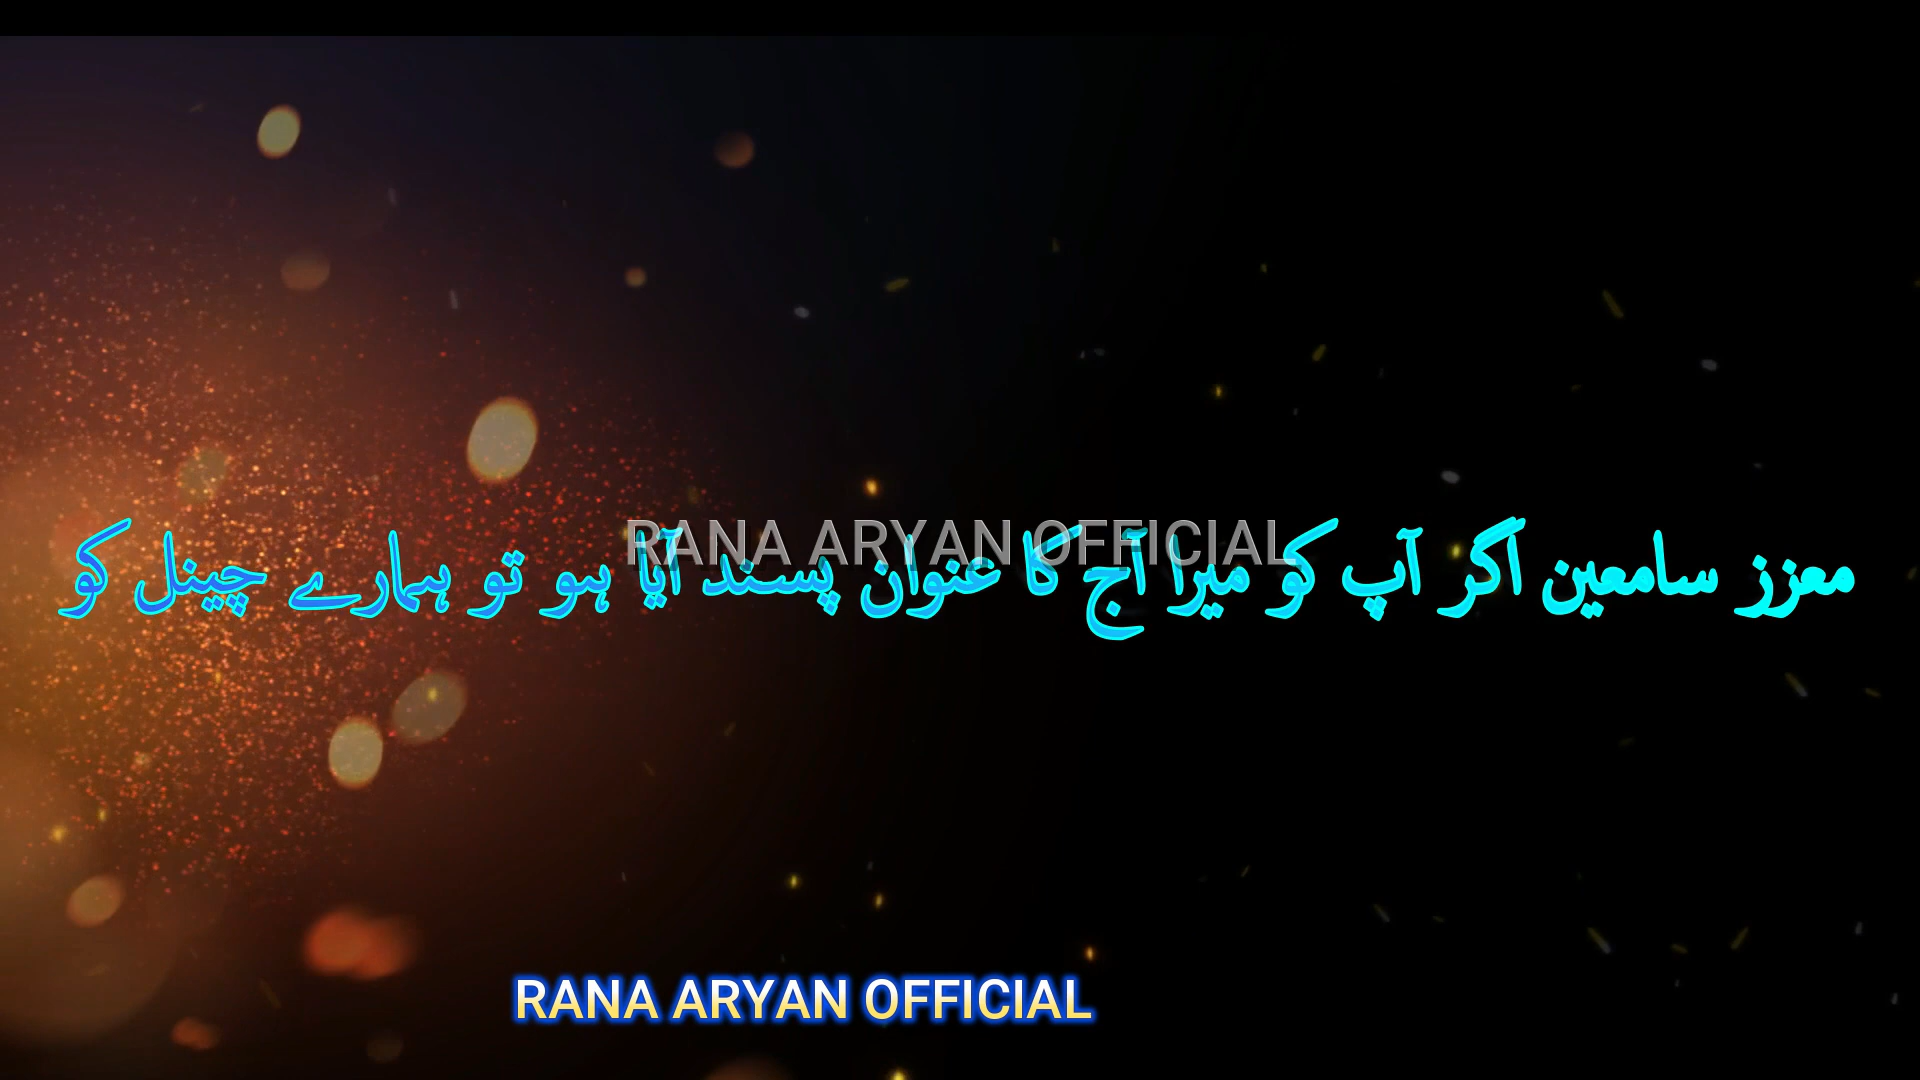 معزز سامعین اگر آپ کو میرا آج کا عنوان پسند آیا ہو تو ہمارے چینل کو
RANA ARYAN OFFICIAL
RANA ARYAN OFFICIAL